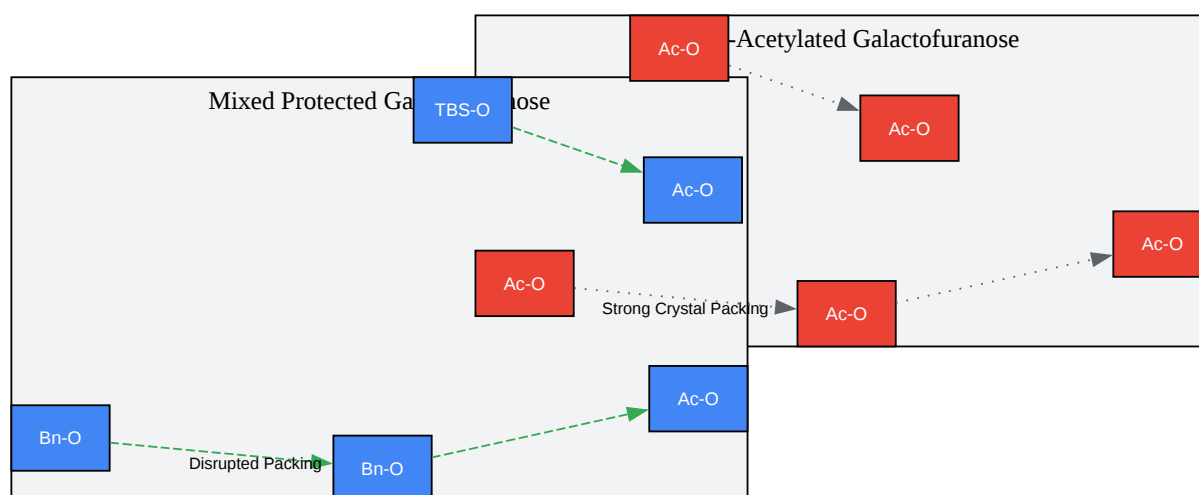 Ac-O
-Acetylated Galactofuranose
Mixed Protected Ga
nose
TBS-O
Ac-O
Ac-O
Ac-O
Ac-O
Strong Crystal Packing
Ac-O
Ac-O
Bn-O
Disrupted Packing
Bn-O